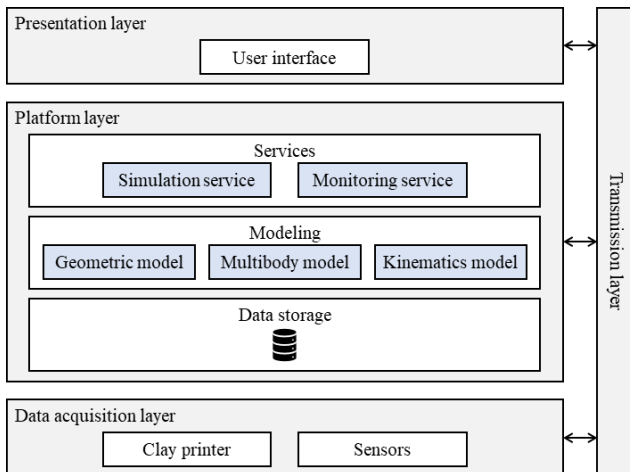 Presentation layer
User interface
Platform layer
Services
Simulation service
Monitoring service
Modeling
Geometric model
Multibody model
Kinematics model
Data storage
Data acquisition layer
Clay printer
Sensors
Transmission layer